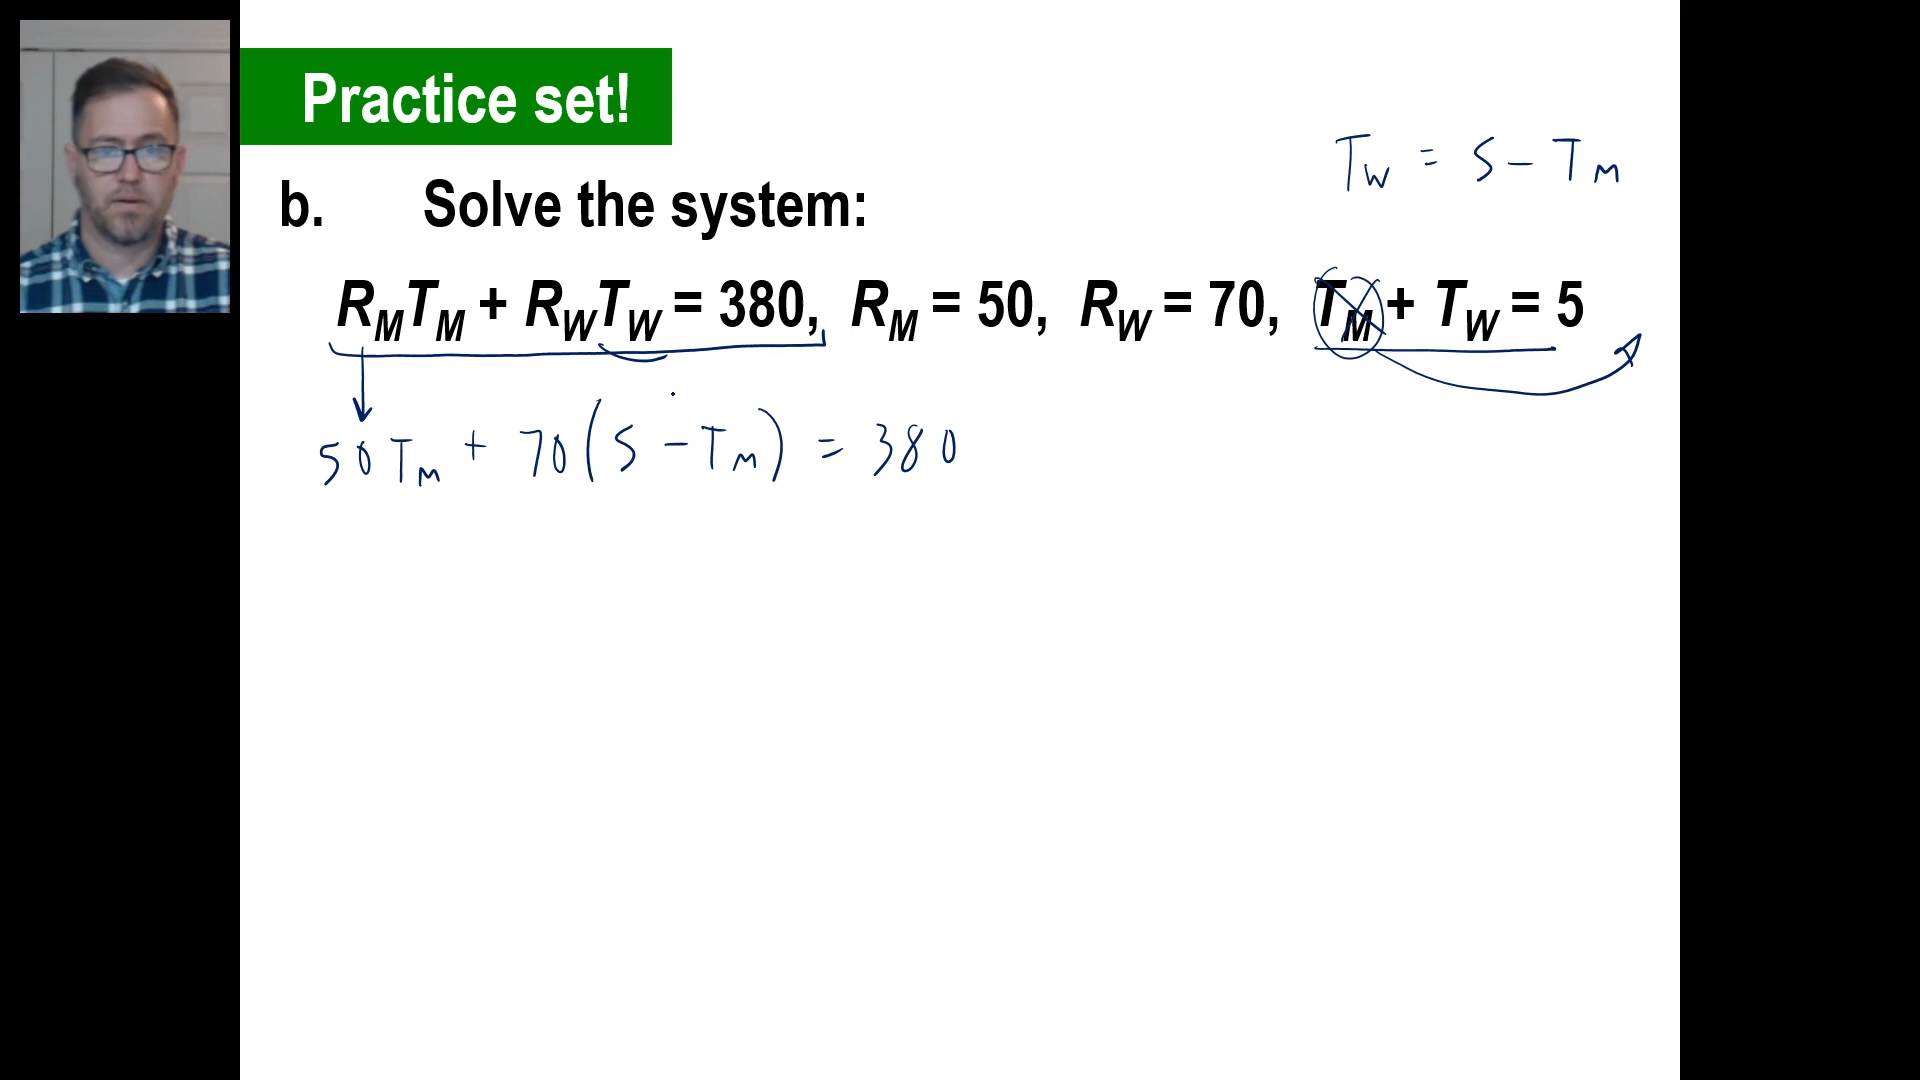 Practice set!
T_W = 5 - T_M
b. Solve the system:
R_M T_M + R_W T_W = 380, R_M = 50, R_W = 70, T_M + T_W = 5
50 T_M + 70(5 - T_M) = 380